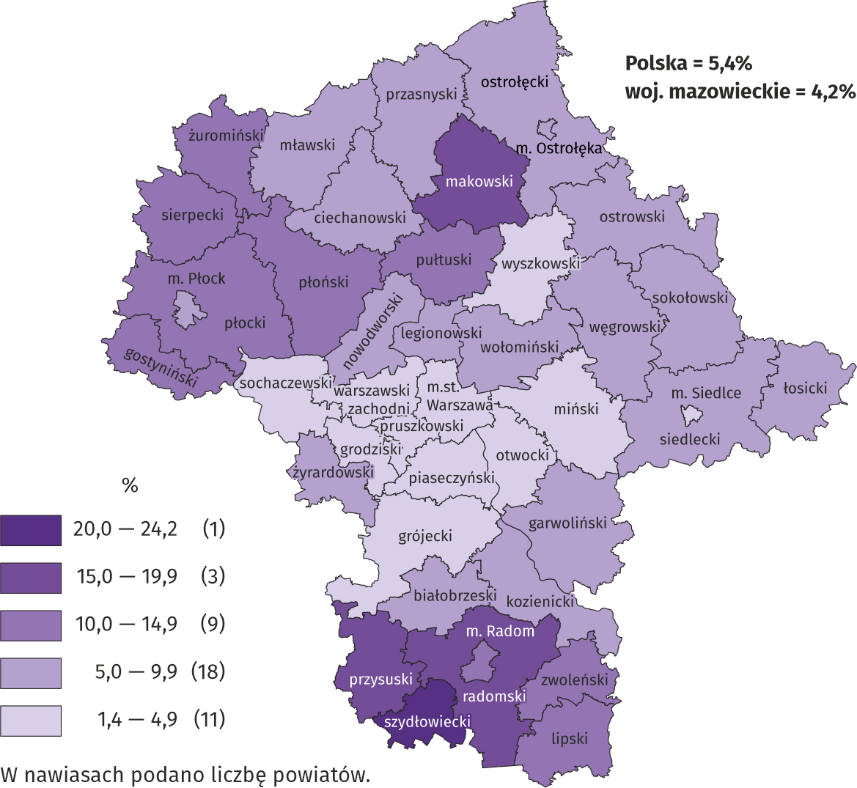 Polska = 5,4%
woj. mazowieckie = 4,2%
ostrołęcki
przasnyski
żuromiński
mławski
m. Ostrołęka
makowski
sierpecki
ciechanowski
ostrowski
pułtuski
wyszkowski
m. Płock
płoński
sokołowski
płocki
nowodworski
legionowski
węgrowski
wołomiński
gostyniński
sochaczewski
warszawski
zachodni
m.st.
Warszawa
miński
m. Siedlce
łosicki
pruszkowski
siedlecki
grodziski
otwocki
żyrardowski
piaseczyński
garwoliński
grójecki
białobrzeski
kozienicki
m. Radom
przysuski
zwoleński
radomski
szydłowiecki
lipski
%
20,0 — 24,2 (1)
15,0 — 19,9 (3)
10,0 — 14,9 (9)
5,0 — 9,9 (18)
1,4 — 4,9 (11)
W nawiasach podano liczbę powiatów.